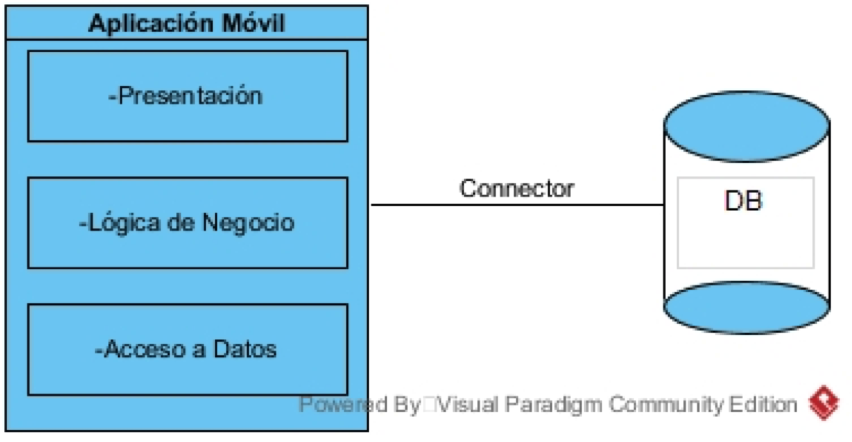 Aplicación Móvil
-Presentación
-Lógica de Negocio
-Acceso a Datos
Connector
DB
Powered By Visual Paradigm Community Edition